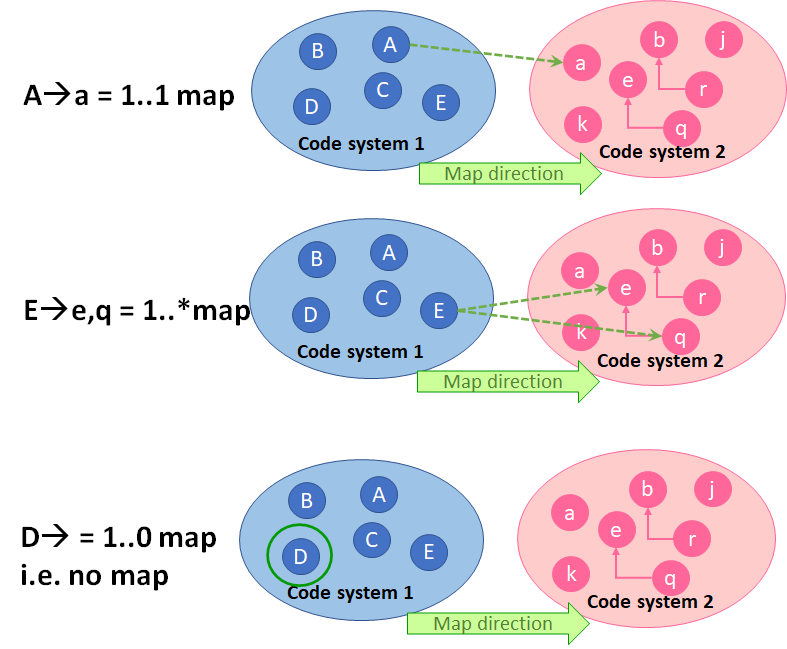 A→a = 1..1 map
B
A
C
D
E
Code system 1
b
j
a
e
r
k
q
Code system 2
Map direction
E→e,q = 1..*map
B
A
C
D
E
Code system 1
b
j
a
e
r
k
q
Code system 2
Map direction
D→ = 1..0 map
i.e. no map
B
A
C
D
E
Code system 1
b
j
a
e
r
k
q
Code system 2
Map direction